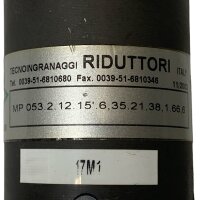 TECNOINGRANAGGI RIDUTTORI ITALY
Tel. 0039-51-6810680 Fax. 0039-51-6810346
MP 053.2.12.15'.6.35.21.38,1.66,6
17M1